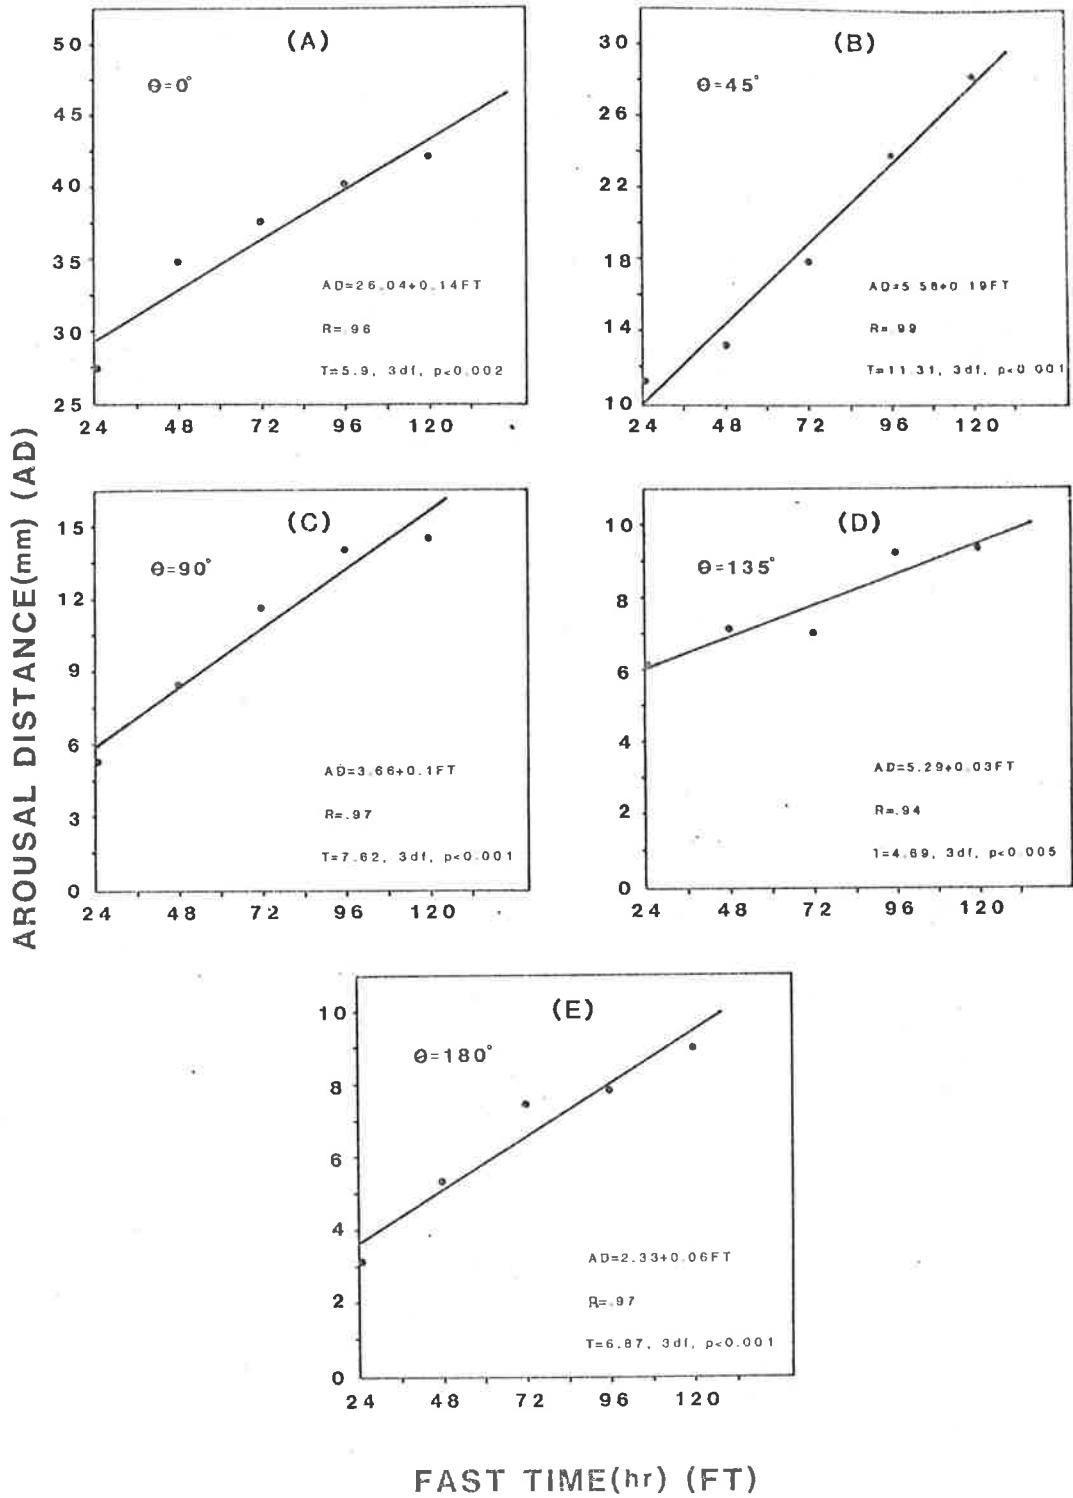 (A)
Θ=0°
50
45
40
35
30
25
24 48 72 96 120
AD=26.04+0.14FT
R=.96
T=5.9, 3df, p<0.002
(B)
Θ=45°
30
26
22
18
14
10
24 48 72 96 120
AD=5.58+0.19FT
R=.99
T=11.31, 3df, p<0.001
AROUSAL DISTANCE(mm) (AD)
(C)
Θ=90°
15
12
9
6
3
0
24 48 72 96 120
AD=3.66+0.1FT
R=.97
T=7.62, 3df, p<0.001
(D)
Θ=135°
10
8
6
4
2
0
24 48 72 96 120
AD=5.29+0.03FT
R=.94
T=4.69, 3df, p<0.005
(E)
Θ=180°
10
8
6
4
2
0
24 48 72 96 120
AD=2.33+0.06FT
R=.97
T=6.87, 3df, p<0.001
FAST TIME(hr) (FT)